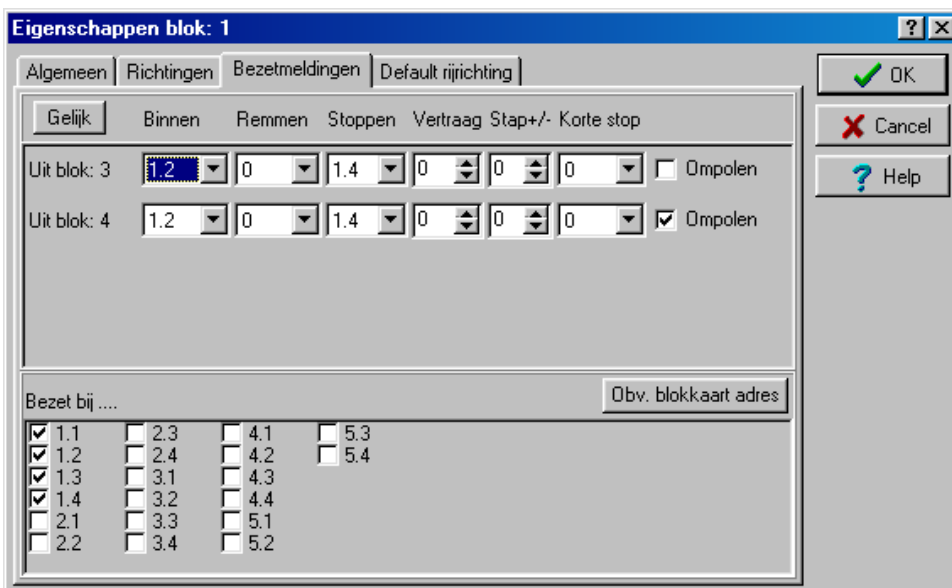 Eigenschappen blok: 1
Algemeen Richtingen Bezetmeldingen Default rijrichting
OK
Cancel
Help
Gelijk Binnen Remmen Stoppen Vertraag Stap+/- Korte stop
Uit blok: 3 1.2 0 1.4 0 0 0 Ompolen
Uit blok: 4 1.2 0 1.4 0 0 0 Ompolen
Bezet bij .... Obv. blokkaart adres
1.1 2.3 4.1 5.3
1.2 2.4 4.2 5.4
1.3 3.1 4.3
1.4 3.2 4.4
2.1 3.3 5.1
2.2 3.4 5.2